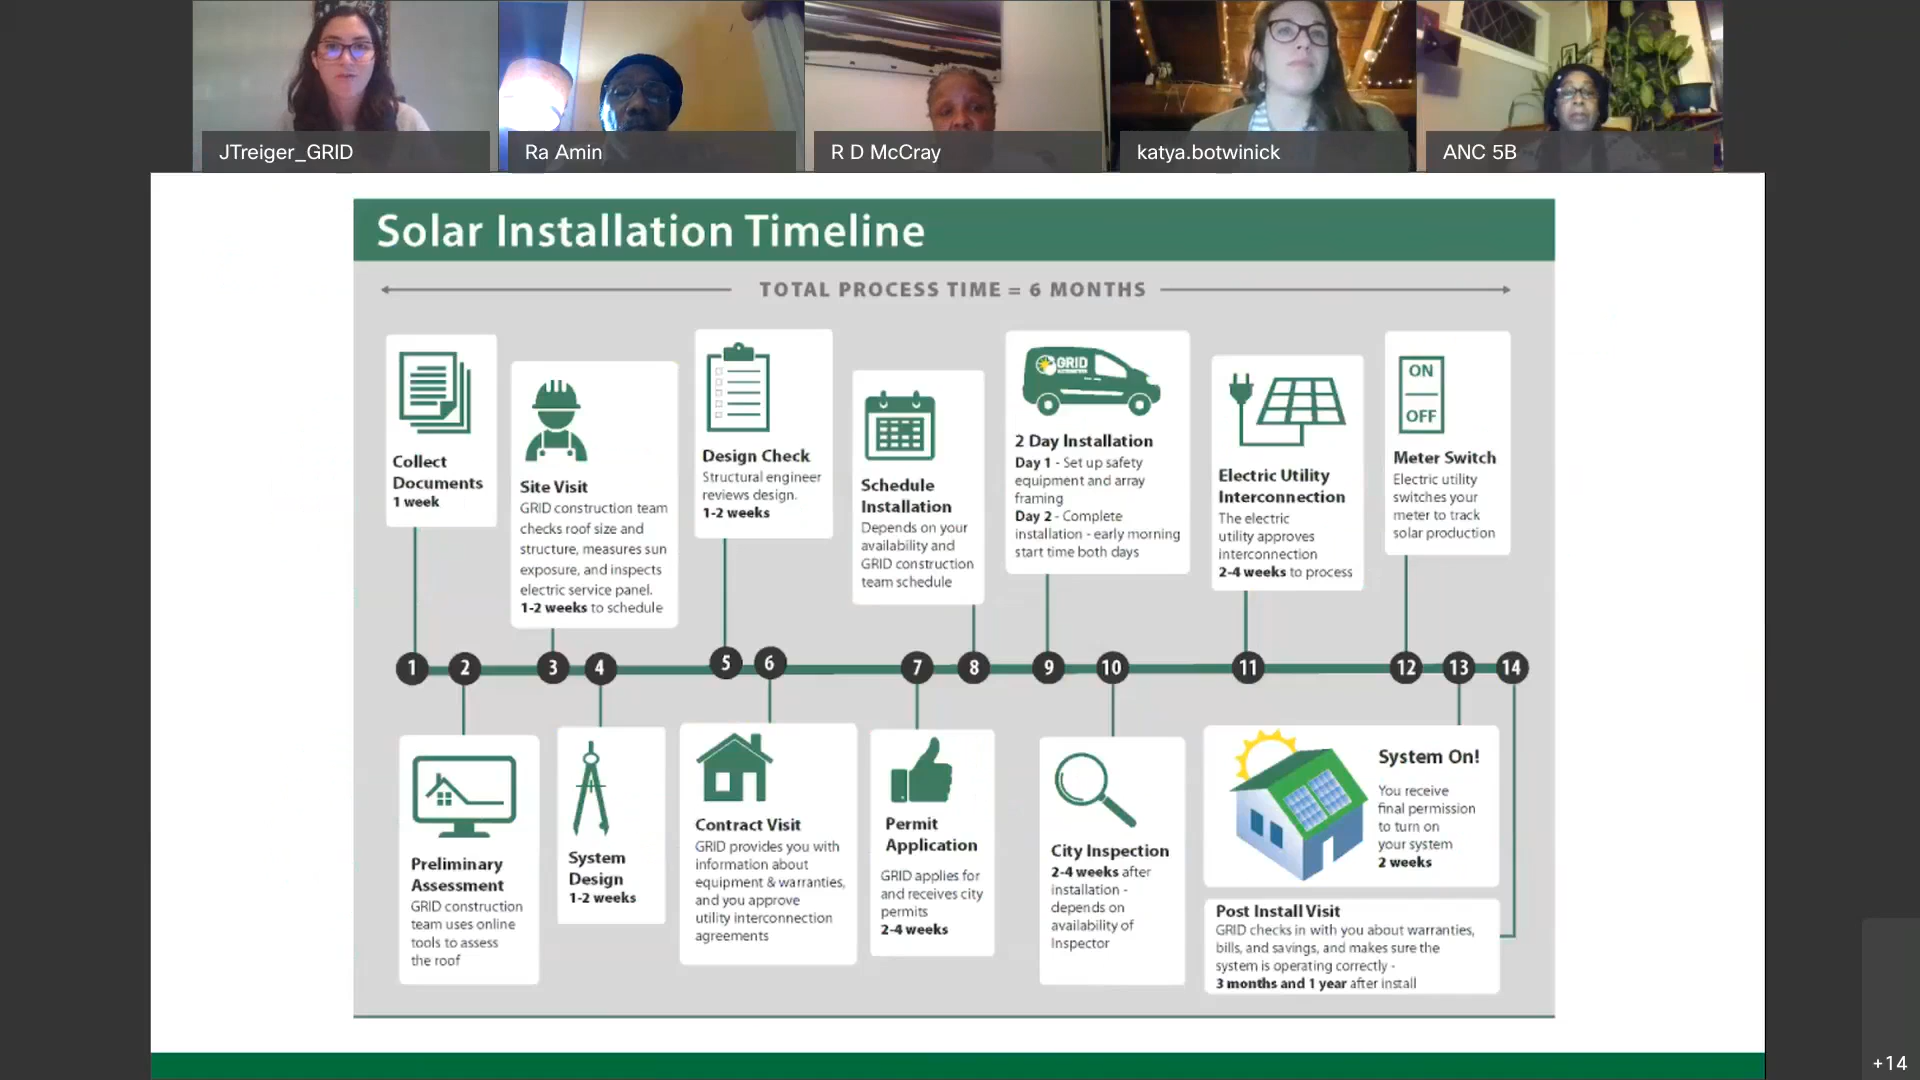 JTreiger_GRID
Ra Amin
R D McCray
katya.botwinick
ANC 5B
Solar Installation Timeline
TOTAL PROCESS TIME = 6 MONTHS
Collect
Documents
1 week
Site Visit
GRID construction team
checks roof size and
structure, measures sun
exposure, and inspects
electric service panel.
1-2 weeks to schedule
Design Check
Structural engineer
reviews design.
1-2 weeks
Schedule
Installation
Depends on your
availability and
GRID construction
team schedule
GRID
2 Day Installation
Day 1 - Set up safety
equipment and array
framing
Day 2 - Complete
installation - early morning
start time both days
Electric Utility
Interconnection
The electric
utility approves
interconnection
2-4 weeks to process
ON
OFF
Meter Switch
Electric utility
switches your
meter to track
solar production
1 2 3 4 5 6 7 8 9 10 11 12 13 14
Preliminary
Assessment
GRID construction
team uses online
tools to assess
the roof
System
Design
1-2 weeks
Contract Visit
GRID provides you with
information about
equipment & warranties,
and you approve
utility interconnection
agreements
Permit
Application
GRID applies for
and receives city
permits
2-4 weeks
City Inspection
2-4 weeks after
installation -
depends on
availability of
Inspector
System On!
You receive
final permission
to turn on
your system
2 weeks
Post Install Visit
GRID checks in with you about warranties,
bills, and savings, and makes sure the
system is operating correctly -
3 months and 1 year after install
+14